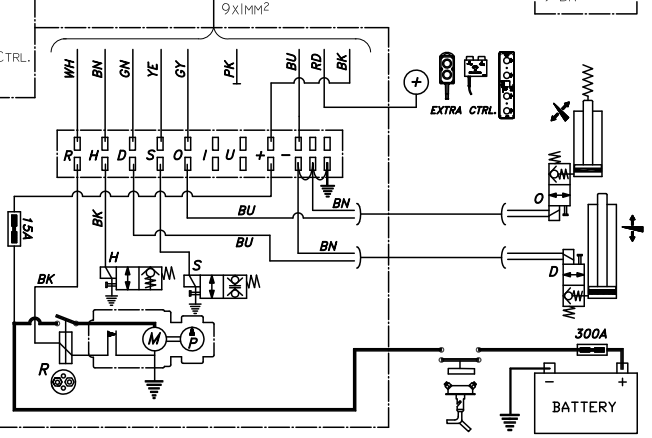 9x1MM²
CTRL.
WH BN GN YE GY PK BU RD BK
+
EXTRA CTRL.
R H D S O I U + -
15A
BK
BU
BN
O
BU
BN
D
H
S
BK
M
P
R
300A
- +
BATTERY